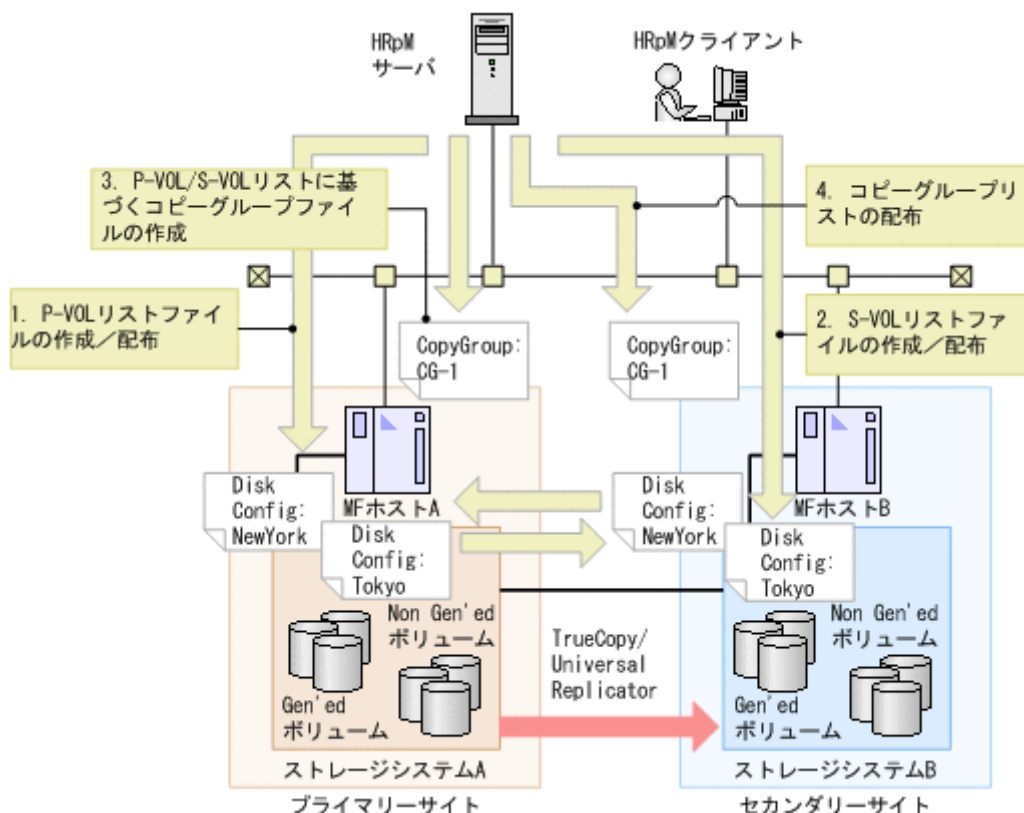 HRpM
サーバ
HRpMクライアント
3. P-VOL/S-VOLリストに基
づくコピーグループファイ
ルの作成
4. コピーグループリ
ストの配布
1. P-VOLリストファイ
ルの作成／配布
2. S-VOLリストファ
イルの作成／配布
CopyGroup:
CG-1
CopyGroup:
CG-1
MFホストA
MFホストB
Disk
Config:
NewYork
Disk
Config:
Tokyo
Disk
Config:
NewYork
Disk
Config:
Tokyo
Non Gen'ed
ボリューム
Gen'ed
ボリューム
TrueCopy/
Universal
Replicator
Non Gen'ed
ボリューム
Gen'ed
ボリューム
ストレージシステムA
ストレージシステムB
プライマリーサイト
セカンダリーサイト